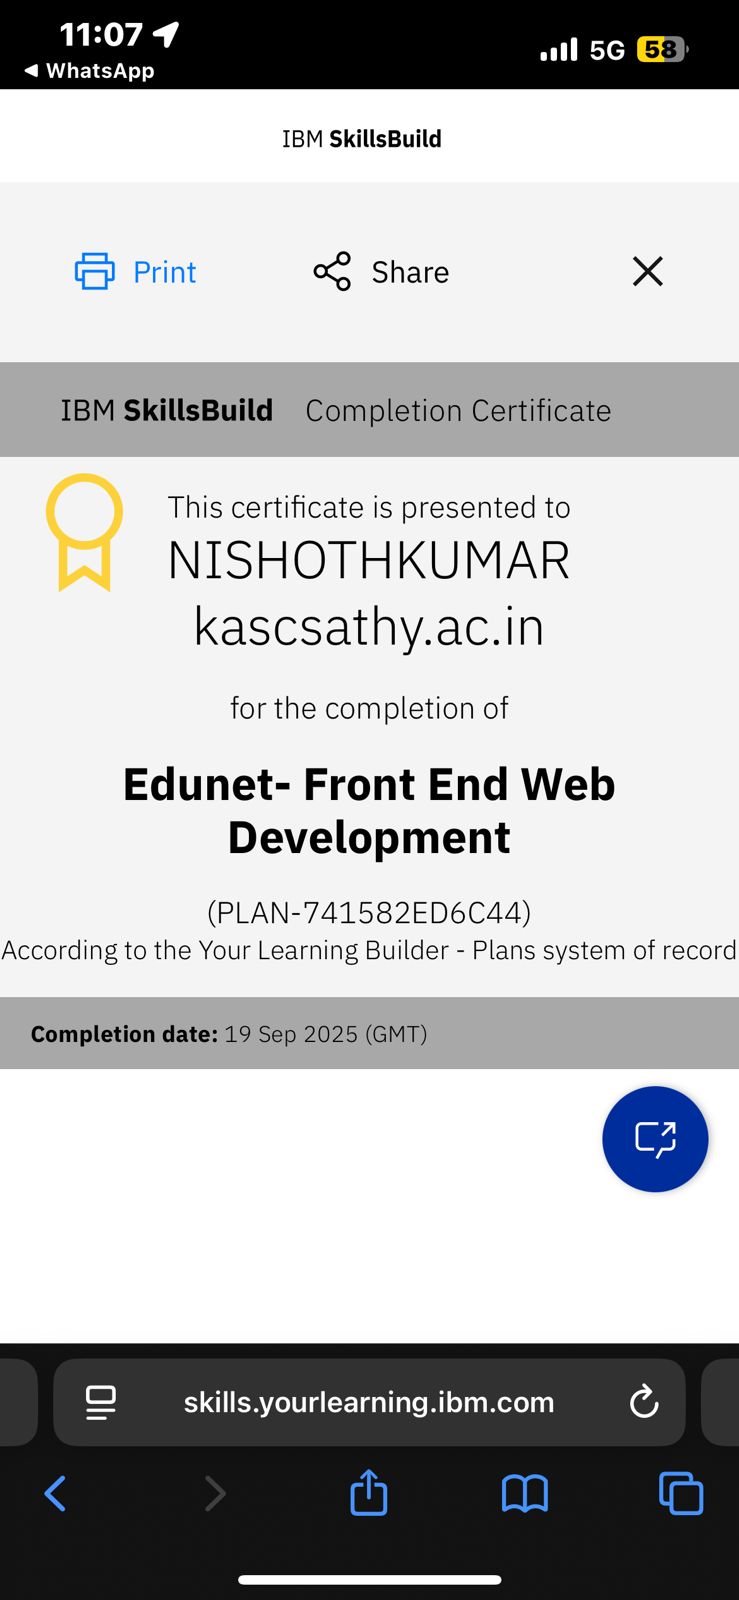 11:07
WhatsApp
5G
58
IBM SkillsBuild
Print
Share
IBM SkillsBuild Completion Certificate
This certificate is presented to
NISHOTHKUMAR
kascsathy.ac.in
for the completion of
Edunet- Front End Web
Development
(PLAN-741582ED6C44)
According to the Your Learning Builder - Plans system of record
Completion date: 19 Sep 2025 (GMT)
skills.yourlearning.ibm.com